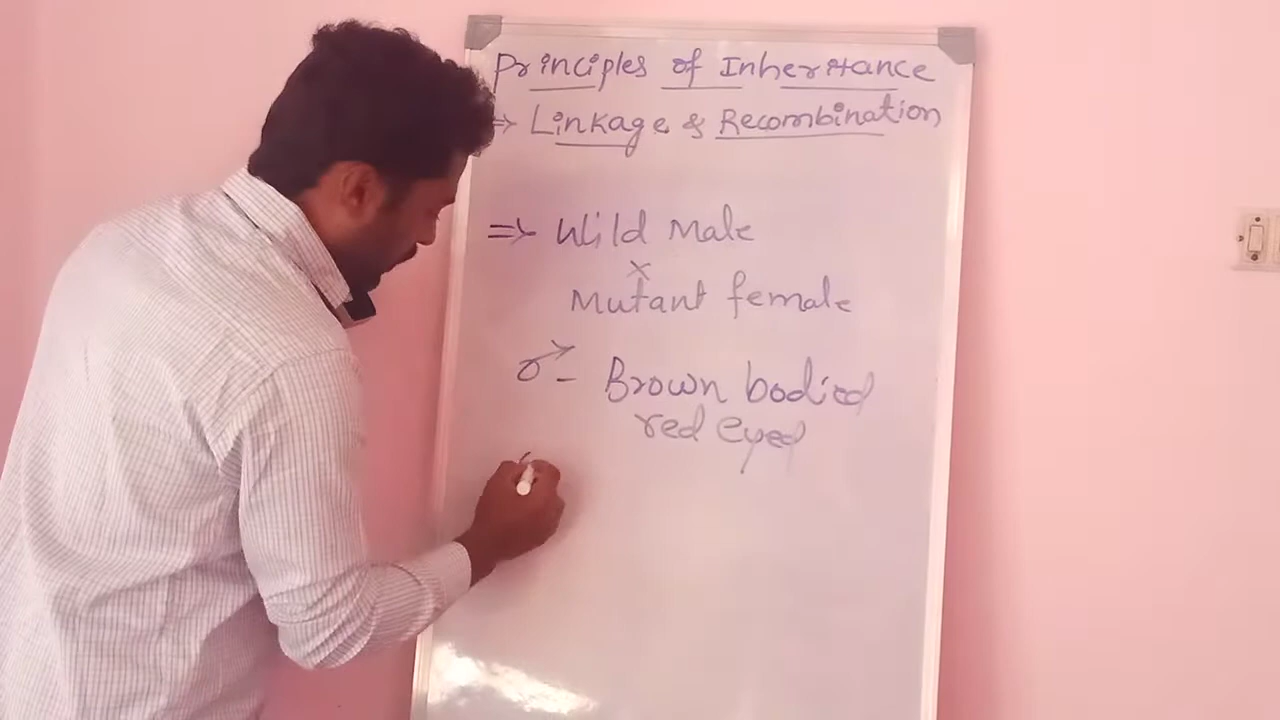 Principles of Inheritance
⇒ Linkage & Recombination
⇒ Wild Male
×
Mutant female
♂ - Brown bodied
red eyed